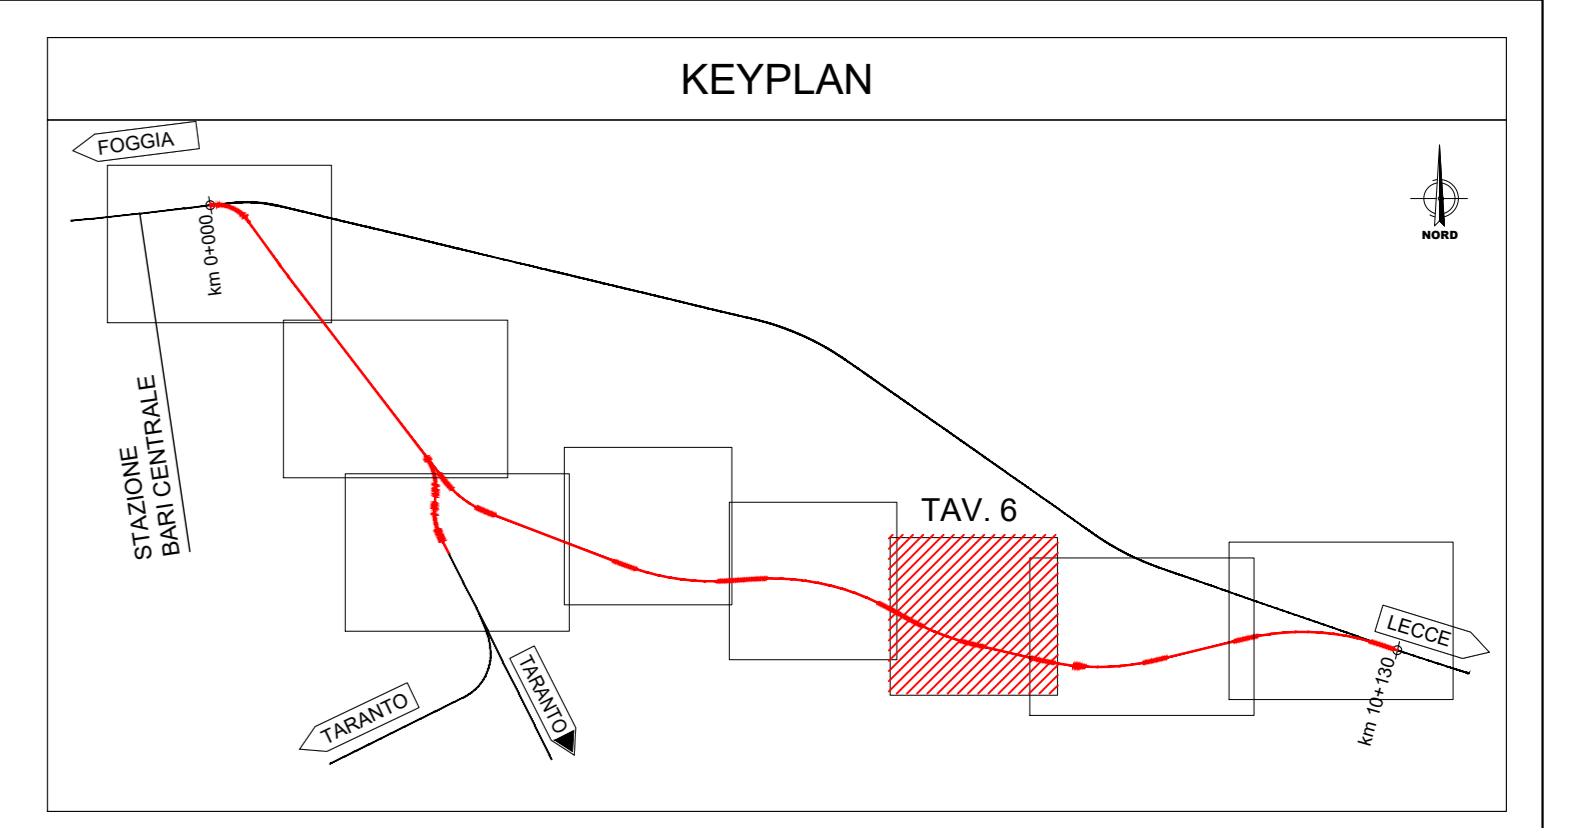 KEYPLAN
FOGGIA
NORD
km 0+000
STAZIONE
BARI CENTRALE
TAV. 6
LECCE
km 10+130
TARANTO
TARANTO